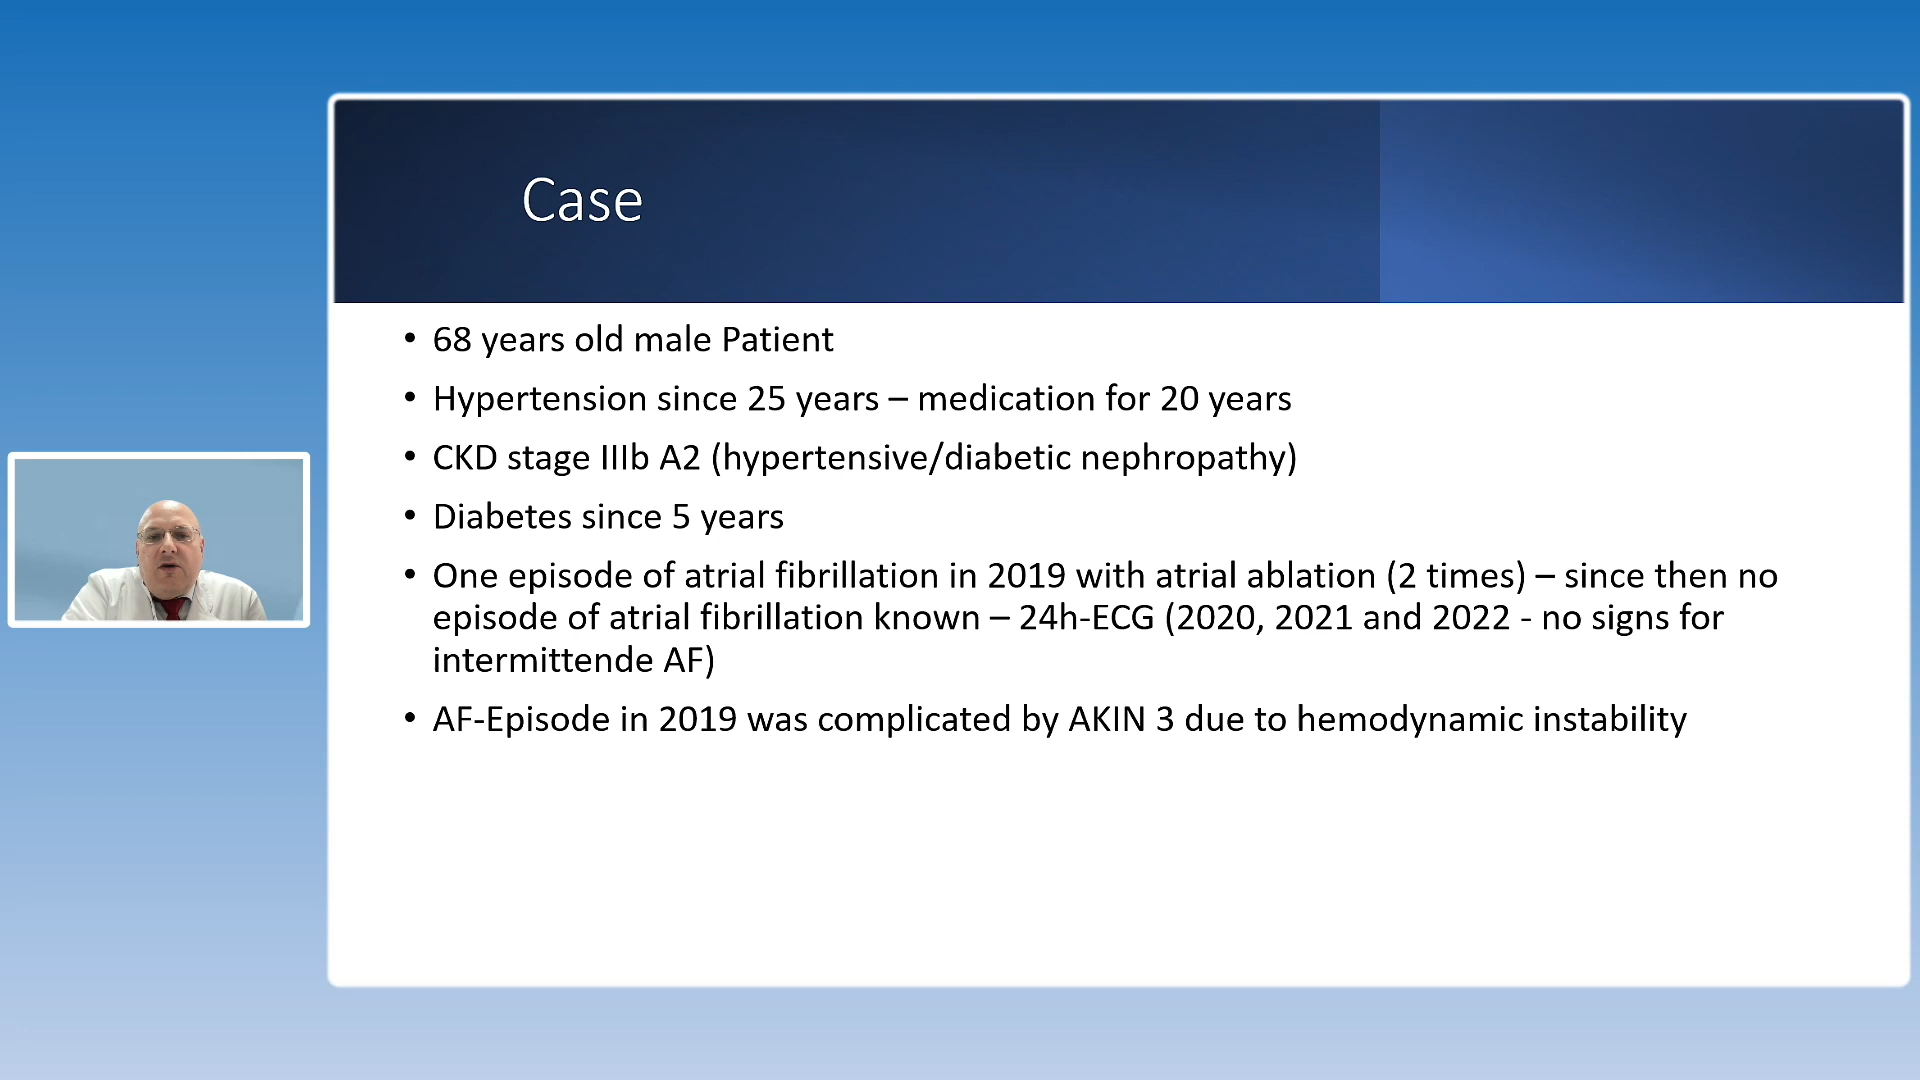 Case
• 68 years old male Patient
• Hypertension since 25 years – medication for 20 years
• CKD stage IIIb A2 (hypertensive/diabetic nephropathy)
• Diabetes since 5 years
• One episode of atrial fibrillation in 2019 with atrial ablation (2 times) – since then no
episode of atrial fibrillation known – 24h-ECG (2020, 2021 and 2022 - no signs for
intermittende AF)
• AF-Episode in 2019 was complicated by AKIN 3 due to hemodynamic instability